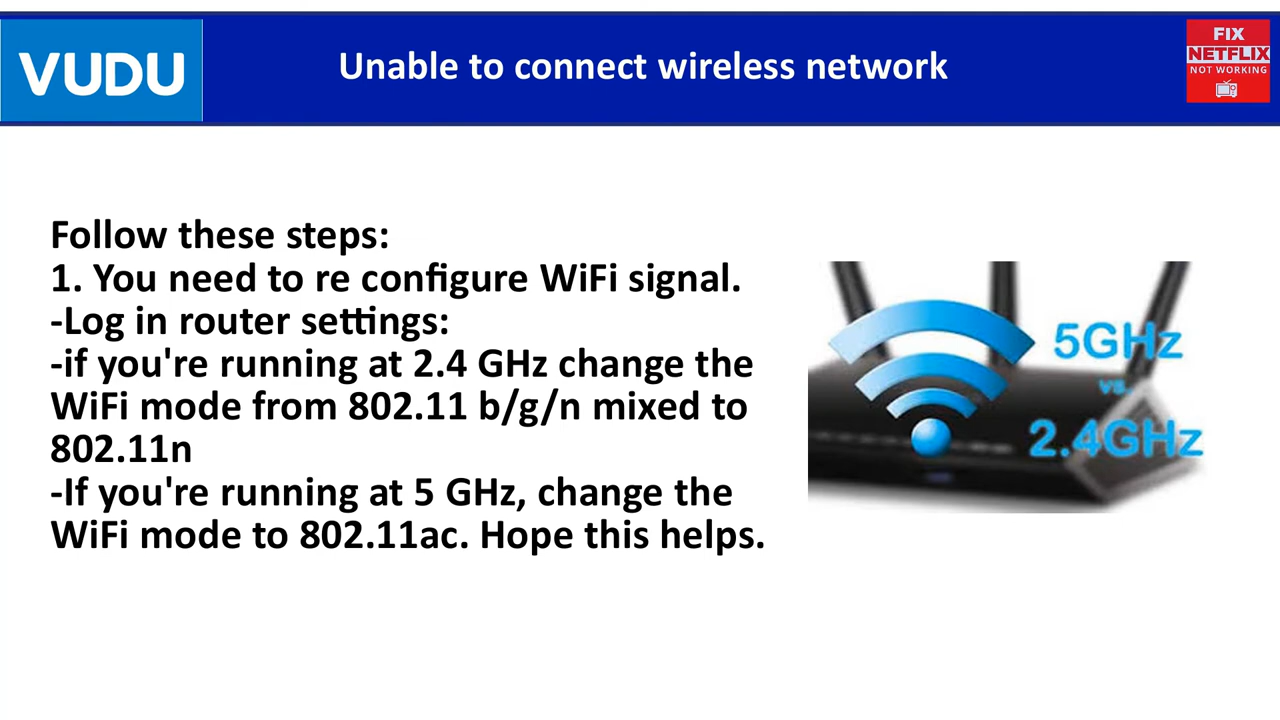 VUDU
Unable to connect wireless network
FIX
NETFLIX
NOT WORKING
Follow these steps:
1. You need to re configure WiFi signal.
-Log in router settings:
-if you're running at 2.4 GHz change the
WiFi mode from 802.11 b/g/n mixed to
802.11n
-If you're running at 5 GHz, change the
WiFi mode to 802.11ac. Hope this helps.
5GHz
vs.
2.4GHz